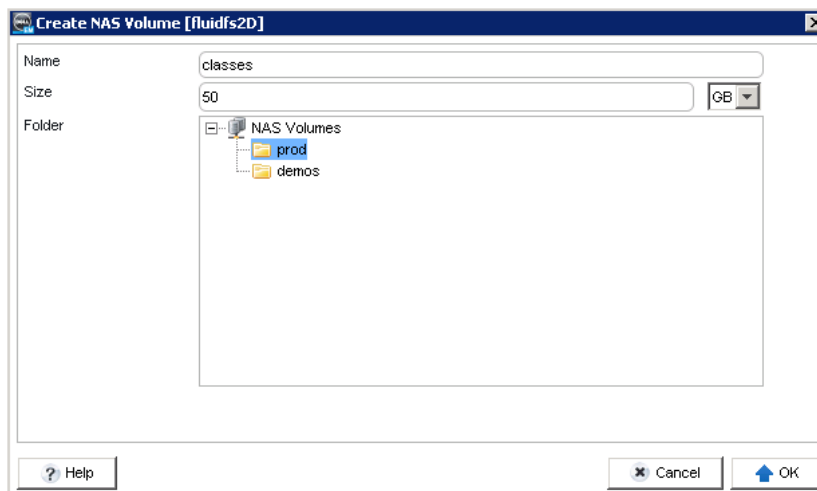 Create NAS Volume [fluidfs2D]
Name classes
Size 50 GB
Folder NAS Volumes
prod
demos
? Help Cancel OK